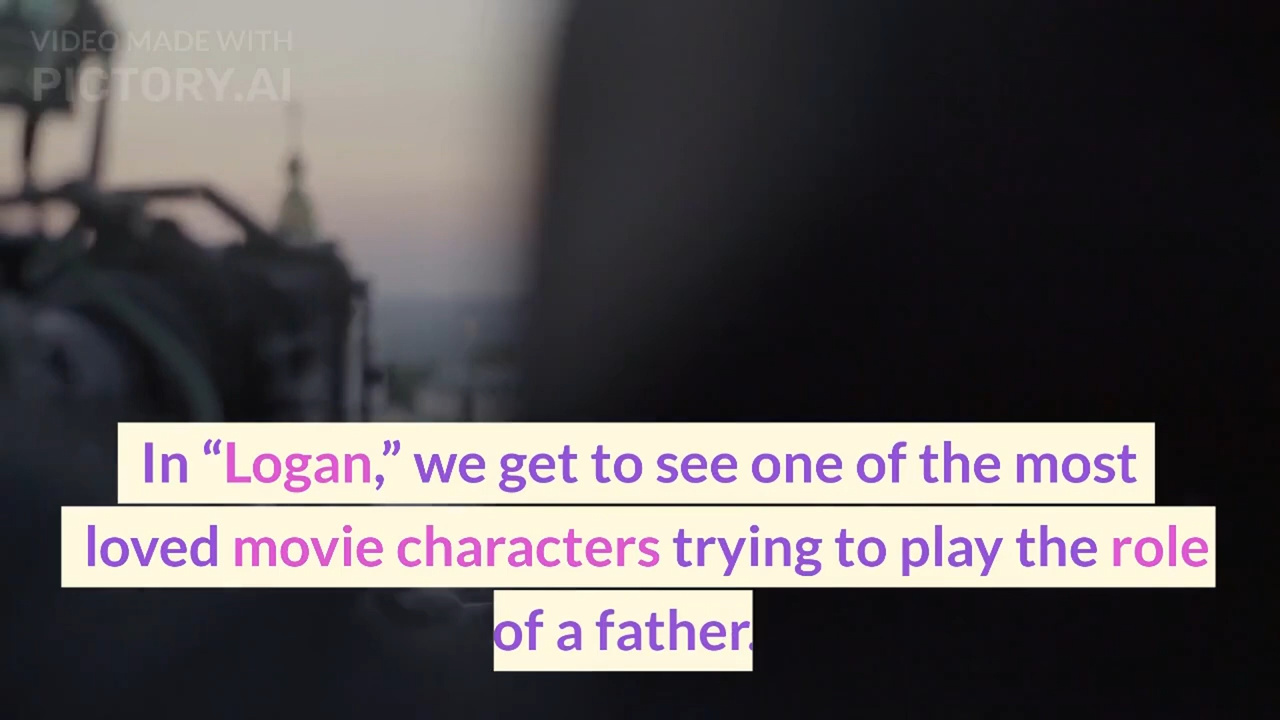 VIDEO MADE WITH
PICTORY.AI
In “Logan,” we get to see one of the most
loved movie characters trying to play the role
of a father.